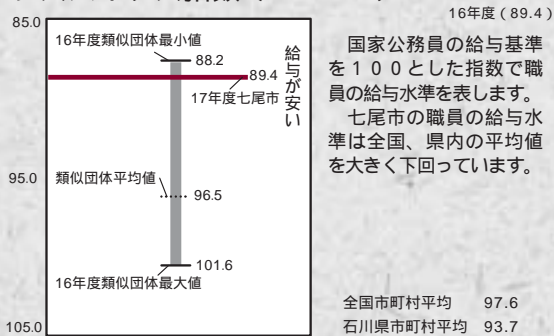 16年度(89.4)
85.0
16年度類似団体最小値
88.2
89.4
17年度七尾市
給与が安い
95.0
類似団体平均値
96.5
101.6
16年度類似団体最大値
105.0
国家公務員の給与基準
を100とした指数で職
員の給与水準を表します。
七尾市の職員の給与水
準は全国、県内の平均値
を大きく下回っています。
全国市町村平均 97.6
石川県市町村平均 93.7